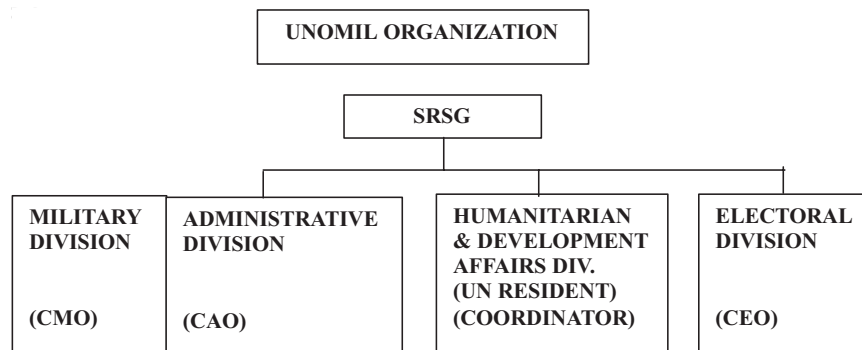 UNOMIL ORGANIZATION
SRSG
MILITARY
DIVISION
(CMO)
ADMINISTRATIVE
DIVISION
(CAO)
HUMANITARIAN
& DEVELOPMENT
AFFAIRS DIV.
(UN RESIDENT)
(COORDINATOR)
ELECTORAL
DIVISION
(CEO)